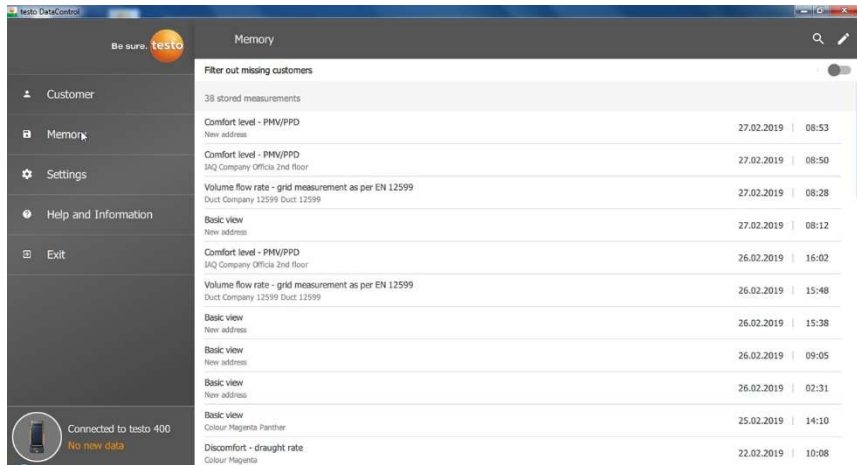 testo DataControl
Be sure. testo
Memory
Customer
Memory
Settings
Help and Information
Exit
Connected to testo 400
No new data
Filter out missing customers
38 stored measurements
Comfort level - PMV/PPD
New address
27.02.2019 | 08:53
Comfort level - PMV/PPD
IAQ Company Officia 2nd floor
27.02.2019 | 08:50
Volume flow rate - grid measurement as per EN 12599
Duct Company 12599 Duct 12599
27.02.2019 | 08:28
Basic view
New address
27.02.2019 | 08:12
Comfort level - PMV/PPD
IAQ Company Officia 2nd floor
26.02.2019 | 16:02
Volume flow rate - grid measurement as per EN 12599
Duct Company 12599 Duct 12599
26.02.2019 | 15:48
Basic view
New address
26.02.2019 | 15:38
Basic view
New address
26.02.2019 | 09:05
Basic view
New address
26.02.2019 | 02:31
Basic view
Colour Magenta Panther
25.02.2019 | 14:10
Discomfort - draught rate
Colour Magenta
22.02.2019 | 10:08